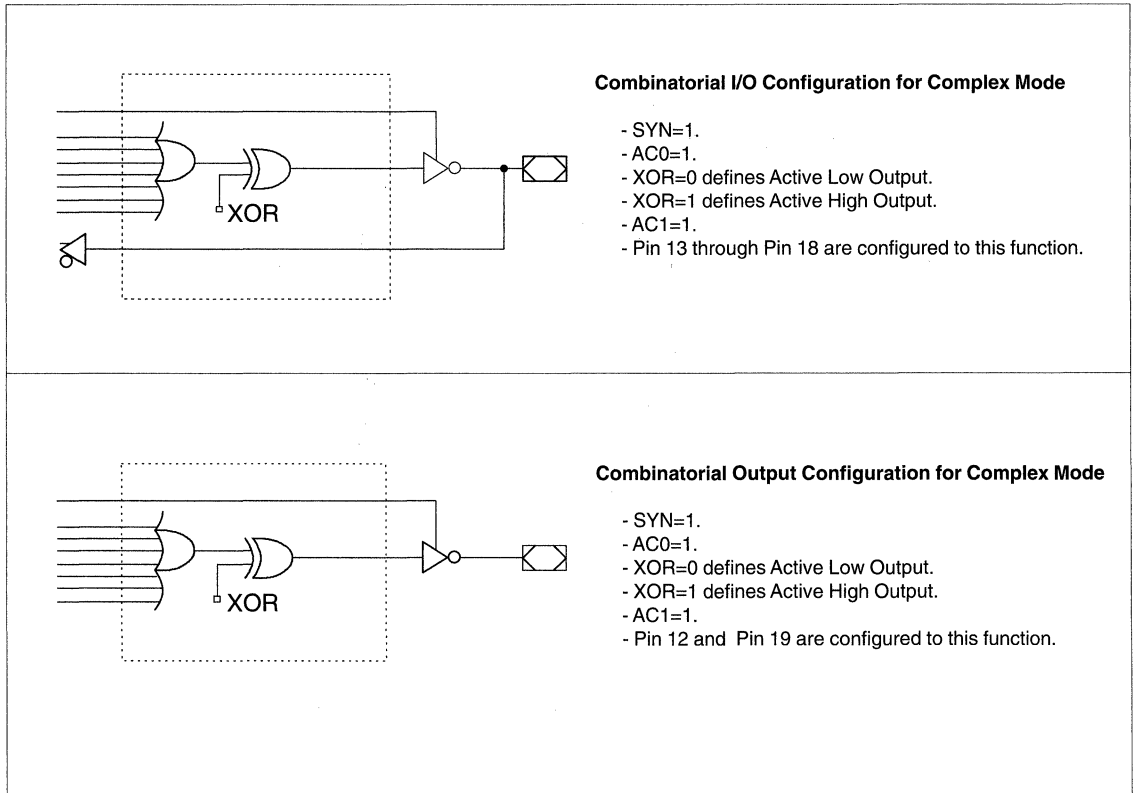 Combinatorial I/O Configuration for Complex Mode
- SYN=1.
- AC0=1.
- XOR=0 defines Active Low Output.
- XOR=1 defines Active High Output.
- AC1=1.
- Pin 13 through Pin 18 are configured to this function.
XOR
Combinatorial Output Configuration for Complex Mode
- SYN=1.
- AC0=1.
- XOR=0 defines Active Low Output.
- XOR=1 defines Active High Output.
- AC1=1.
- Pin 12 and Pin 19 are configured to this function.
XOR